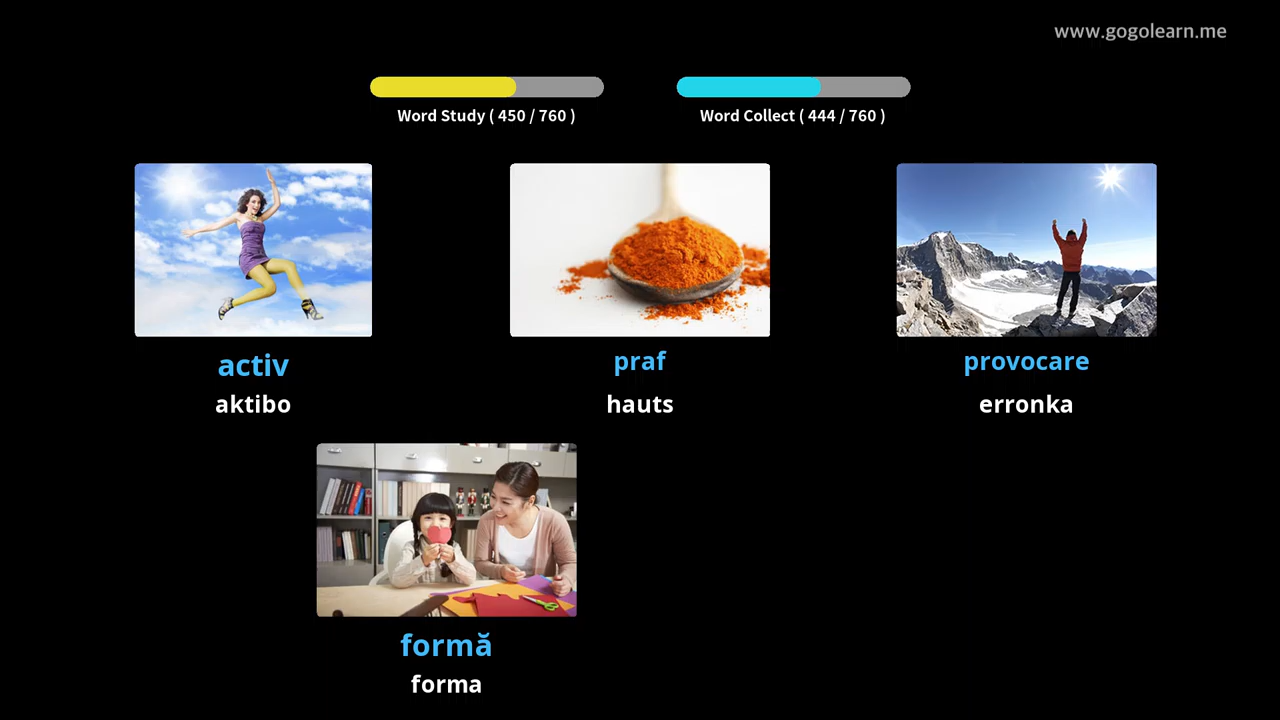 www.gogolearn.me
Word Study ( 450 / 760 )
Word Collect ( 444 / 760 )
activ
aktibo
praf
hauts
provocare
erronka
formă
forma